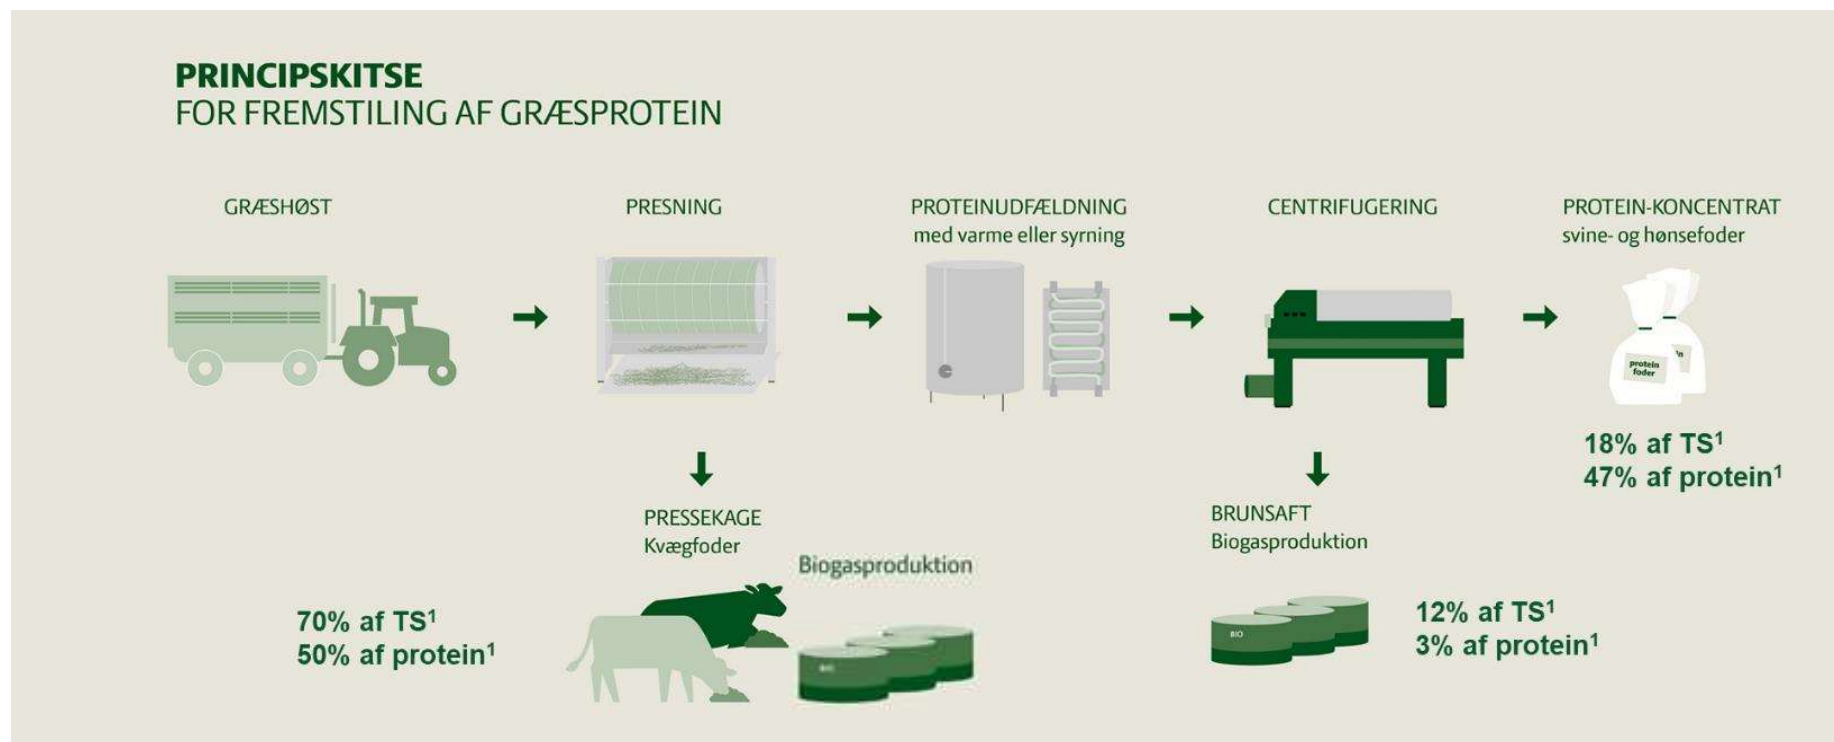 PRINCIPSKITSE
FOR FREMSTILING AF GRÆSPROTEIN
GRÆSHØST
PRESNING
PROTEINUDFÆLDNING
med varme eller syrning
CENTRIFUGERING
PROTEIN-KONCENTRAT
svine- og hønsefoder
protein
foder
in
18% af TS¹
47% af protein¹
PRESSEKAGE
Kvægfoder
Biogasproduktion
BIO
70% af TS¹
50% af protein¹
BRUNSAFT
Biogasproduktion
BIO
12% af TS¹
3% af protein¹